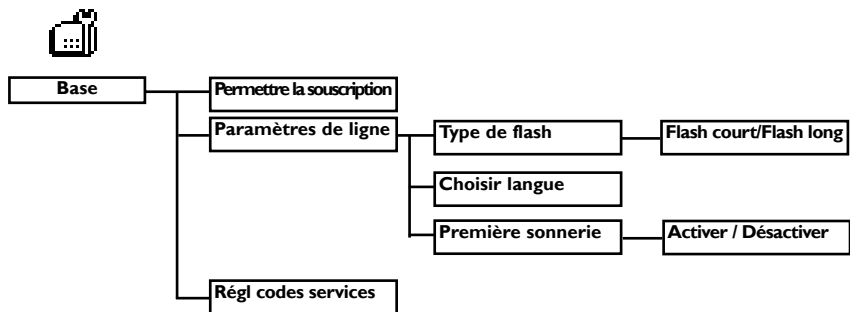 Base
Permettre la souscription
Paramètres de ligne
Type de flash
Flash court/Flash long
Choisir langue
Première sonnerie
Activer / Désactiver
Régl codes services